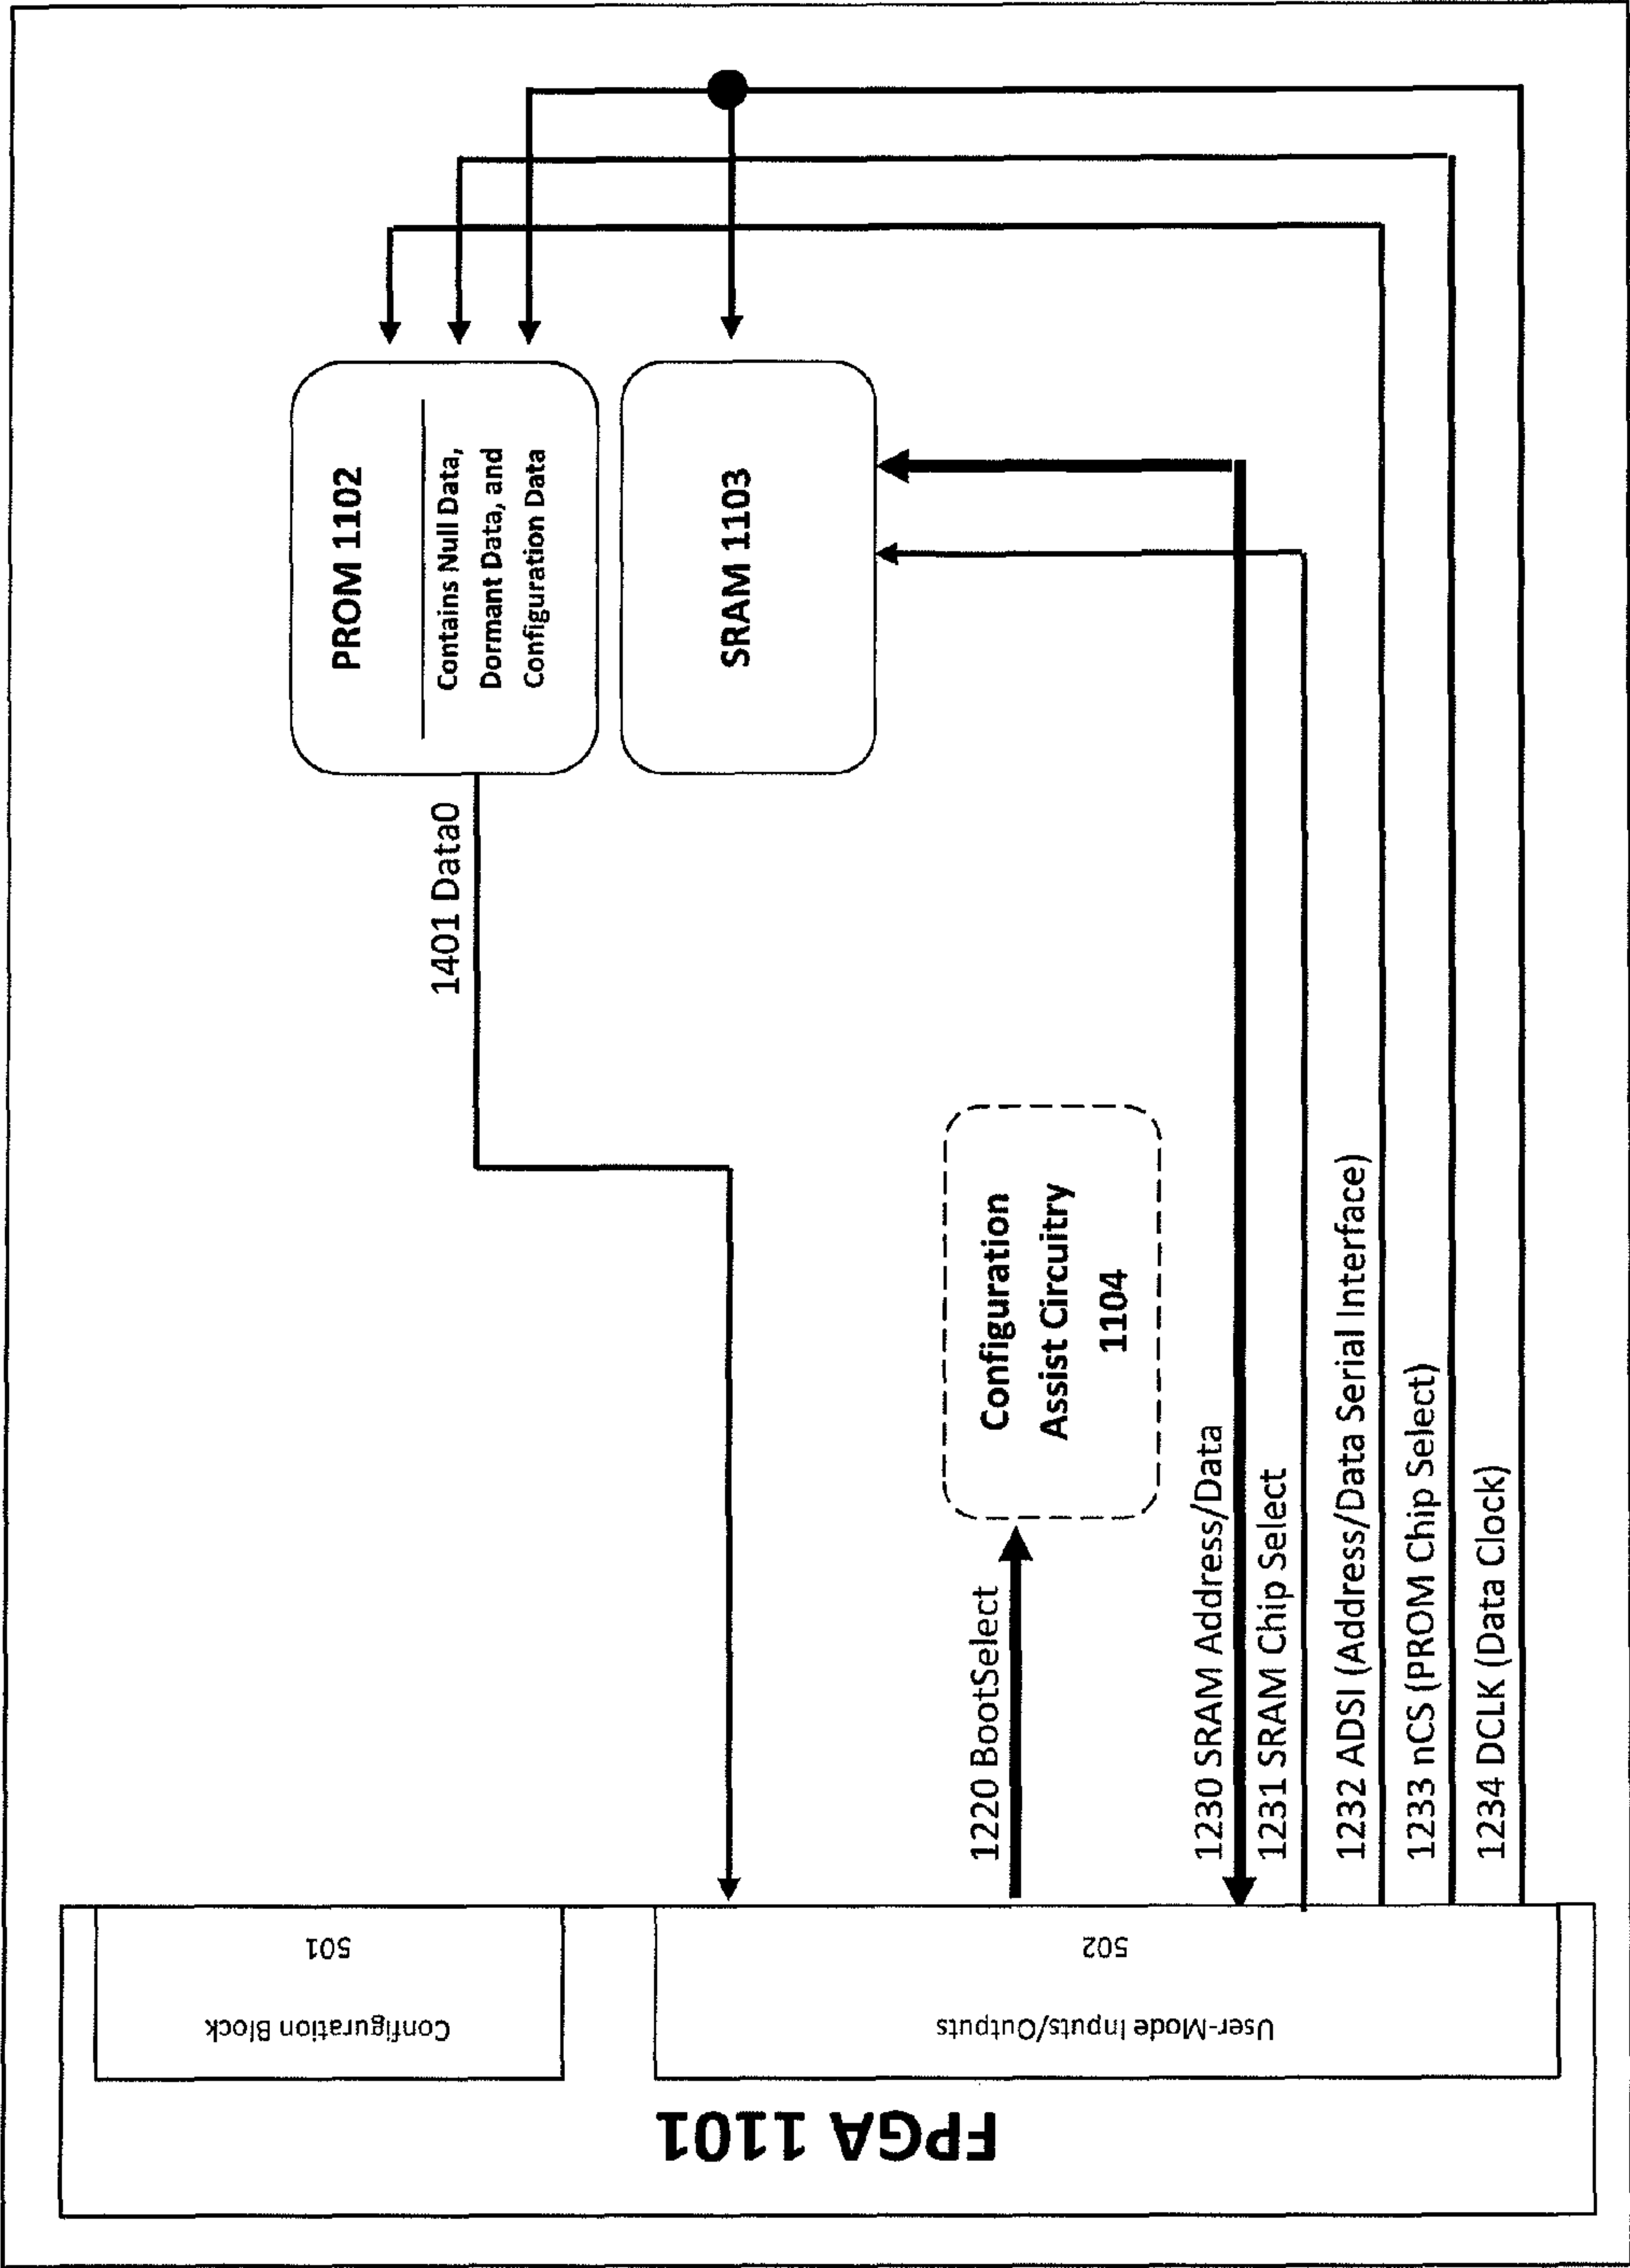 FPGA 1101
Configuration Block
501
User-Mode Inputs/Outputs
502
PROM 1102
Contains Null Data,
Dormant Data, and
Configuration Data
1401 Data0
SRAM 1103
Configuration
Assist Circuitry
1104
1220 BootSelect
1230 SRAM Address/Data
1231 SRAM Chip Select
1232 ADSI (Address/Data Serial Interface)
1233 nCS (PROM Chip Select)
1234 DCLK (Data Clock)